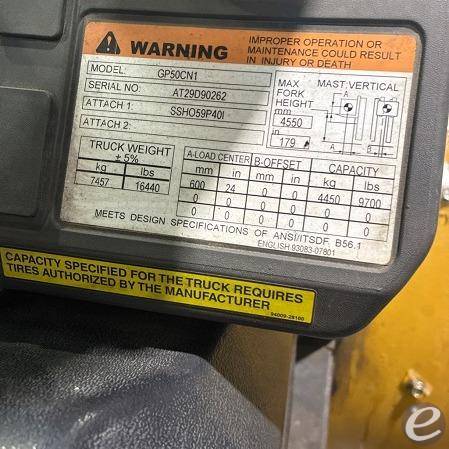 WARNING
IMPROPER OPERATION OR
MAINTENANCE COULD RESULT
IN INJURY OR DEATH
MODEL: GP50CN1
SERIAL NO: AT29D90262
ATTACH 1: SSHO59P40I
ATTACH 2:
MAX FORK HEIGHT
mm
4550
in
179
MAST:VERTICAL
A
B
A
TRUCK WEIGHT
± 5%
kg lbs
7457 16440
A-LOAD CENTER B-OFFSET CAPACITY
mm in mm in kg lbs
600 24 0 0 4450 9700
0 0 0 0 0 0
0 0 0 0 0 0
MEETS DESIGN SPECIFICATIONS OF ANSI/ITSDF B56.1
ENGLISH 93083-07801
CAPACITY SPECIFIED FOR THE TRUCK REQUIRES
TIRES AUTHORIZED BY THE MANUFACTURER
94009-28100
e